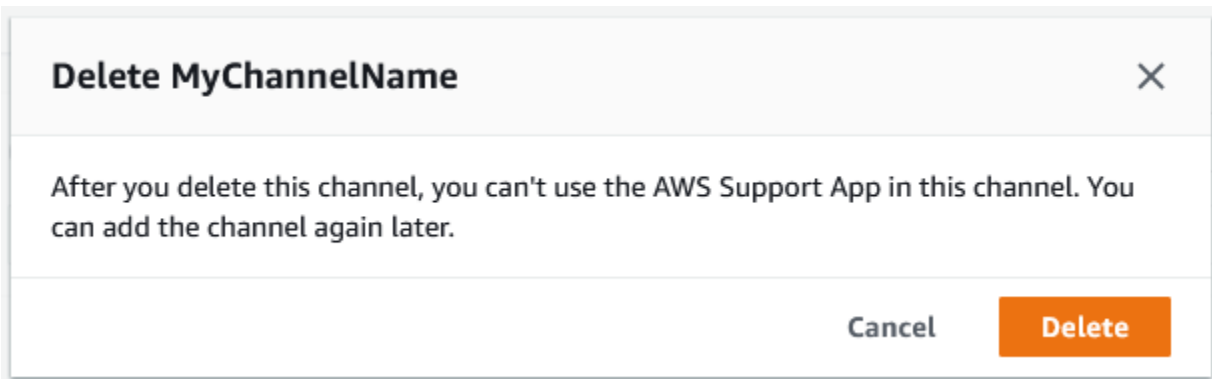 Delete MyChannelName
After you delete this channel, you can't use the AWS Support App in this channel. You
can add the channel again later.
Cancel
Delete